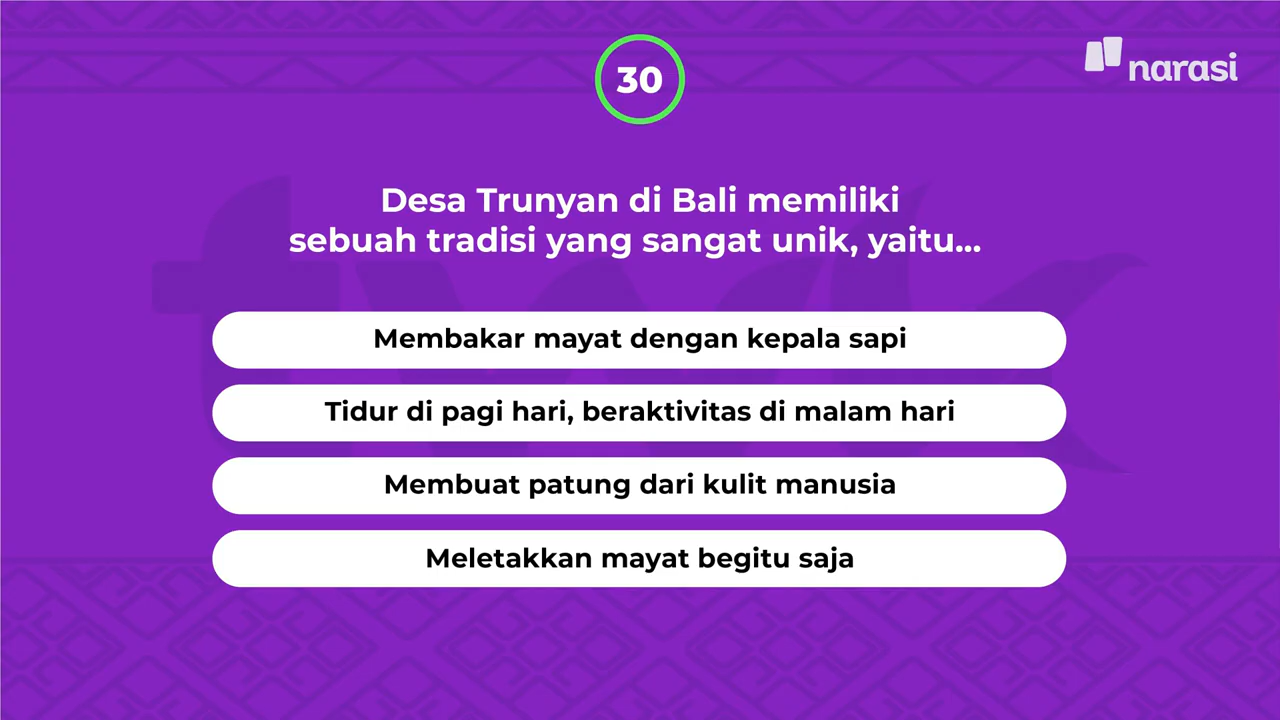 30
narasi
Desa Trunyan di Bali memiliki
sebuah tradisi yang sangat unik, yaitu...
Membakar mayat dengan kepala sapi
Tidur di pagi hari, beraktivitas di malam hari
Membuat patung dari kulit manusia
Meletakkan mayat begitu saja